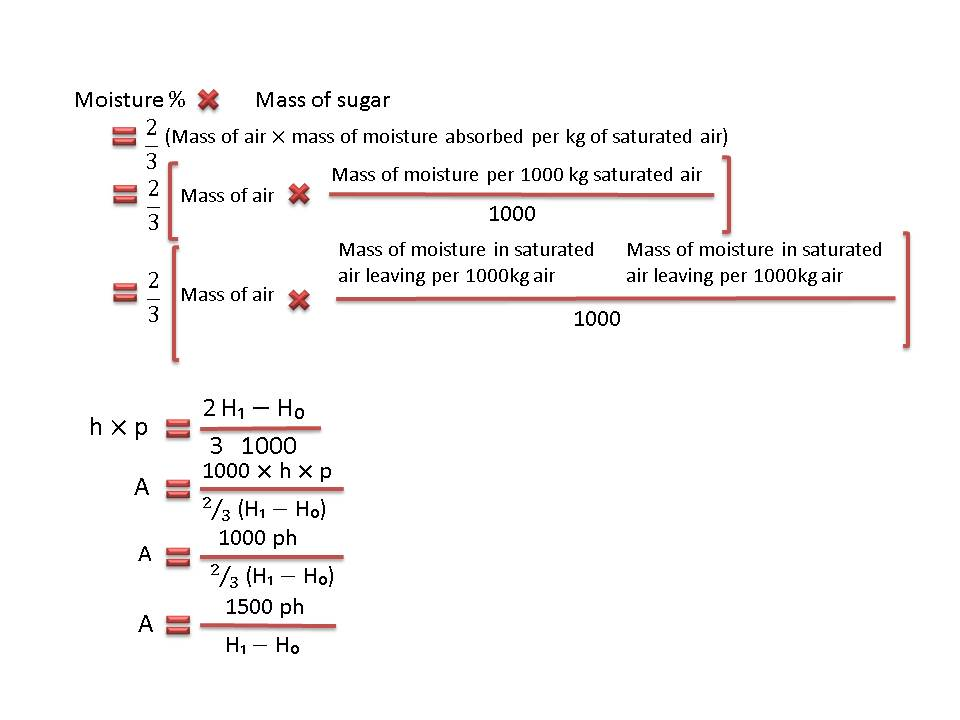 Moisture % ✖ Mass of sugar
= 2/3 (Mass of air × mass of moisture absorbed per kg of saturated air)
= 2/3 [ Mass of air ✖ Mass of moisture per 1000 kg saturated air / 1000 ]
= 2/3 [ Mass of air ✖ Mass of moisture in saturated air leaving per 1000kg air Mass of moisture in saturated air leaving per 1000kg air / 1000 ]
h × p = 2 H₁ − H₀ / 3 1000
A = 1000 × h × p / ²/₃ (H₁ − H₀)
A = 1000 ph / ²/₃ (H₁ − H₀)
A = 1500 ph / H₁ − H₀